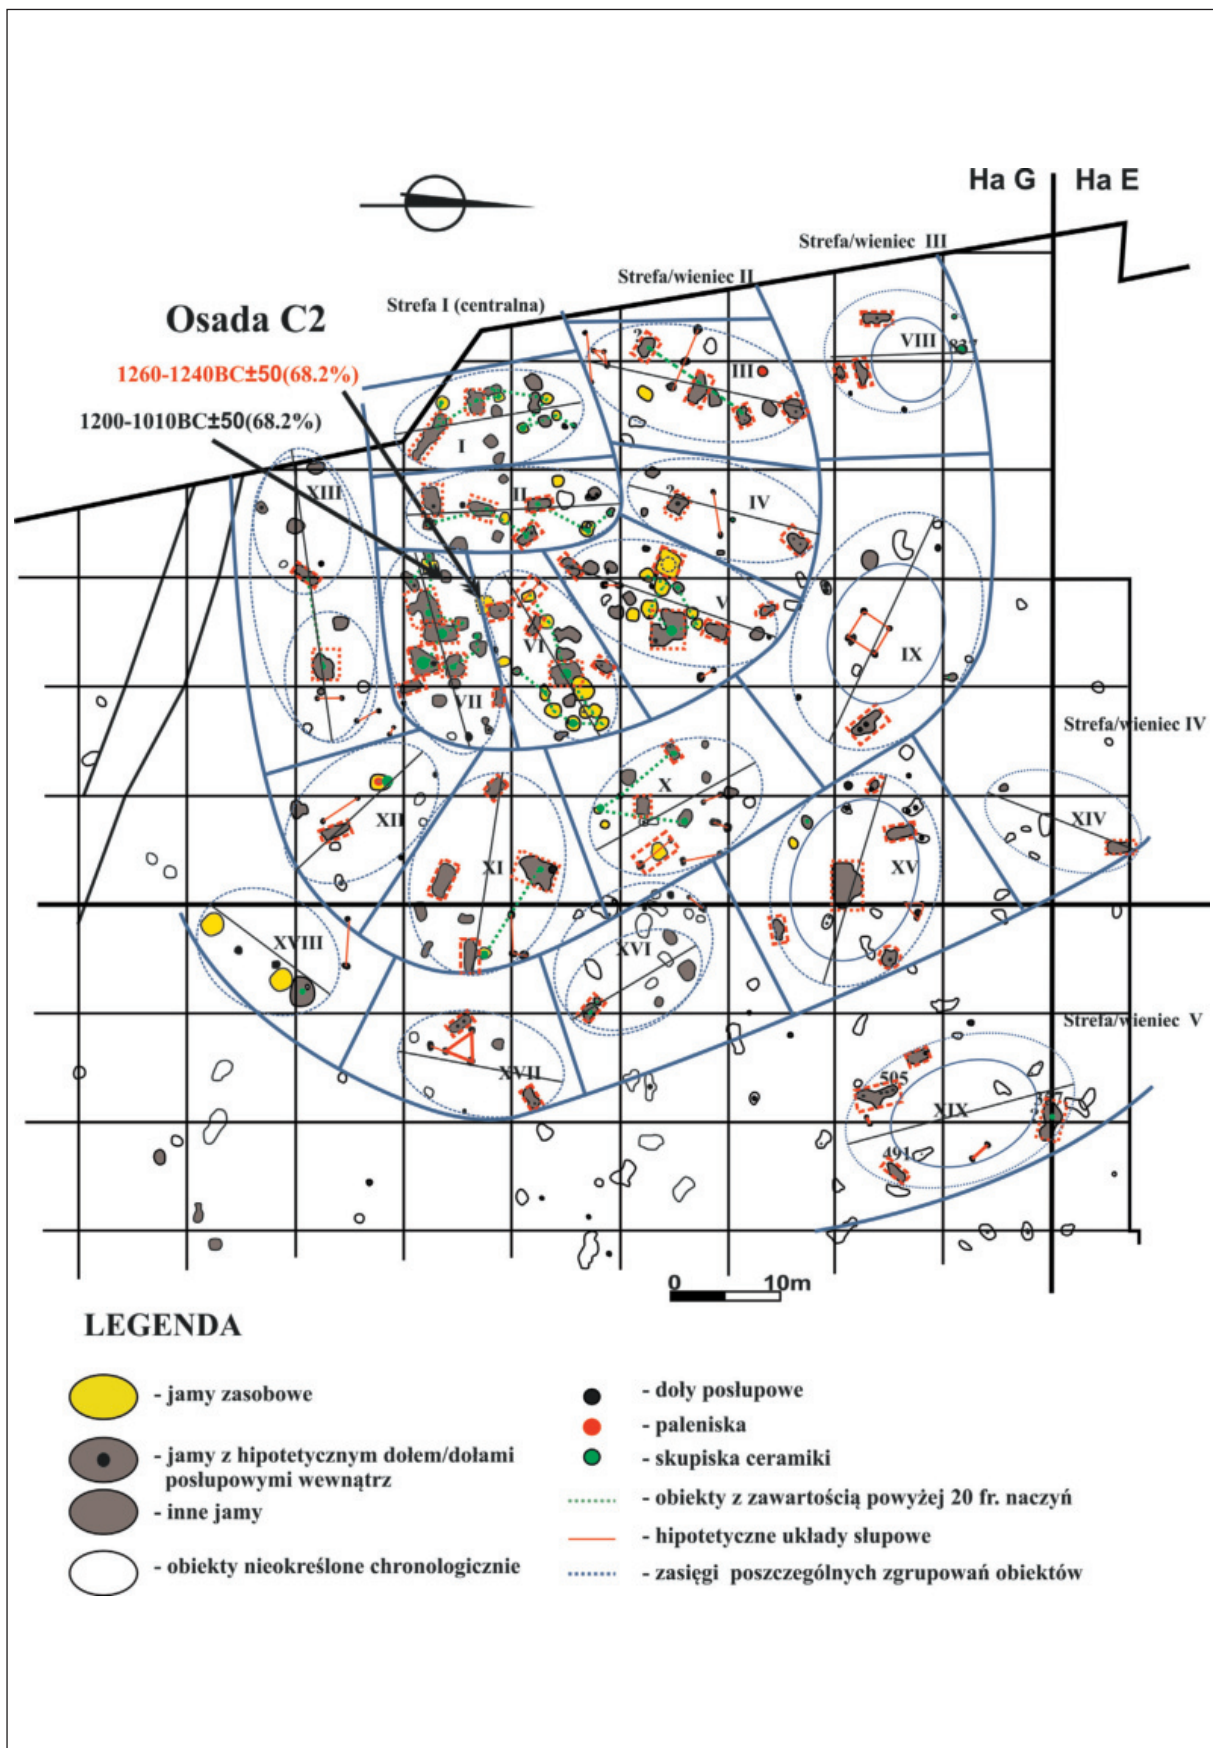 Ha G
Ha E
Strefa/wieniec III
Strefa/wieniec II
Strefa I (centralna)
Osada C2
1260-1240BC±50(68.2%)
1200-1010BC±50(68.2%)
VIII
837
?
III
I
XIII
II
?
IV
V
VI
IX
VII
Strefa/wieniec IV
X
XII
XIV
XI
XV
XVIII
XVI
Strefa/wieniec V
XVII
505
XIX
337
?
491
0 10m
LEGENDA
- jamy zasobowe
- jamy z hipotetycznym dołem/dołami
posłupowymi wewnątrz
- inne jamy
- obiekty nieokreślone chronologicznie
- doły posłupowe
- paleniska
- skupiska ceramiki
- obiekty z zawartością powyżej 20 fr. naczyń
- hipotetyczne układy słupowe
- zasięgi poszczególnych zgrupowań obiektów